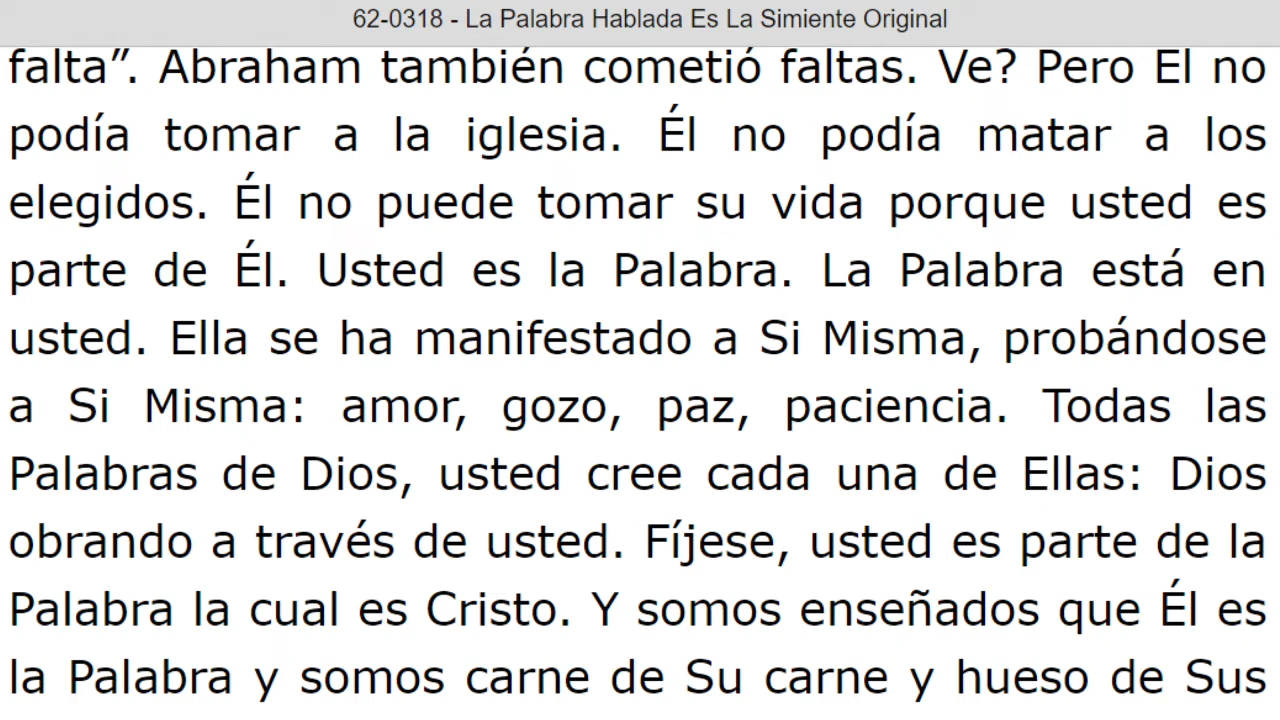 62-0318 - La Palabra Hablada Es La Simiente Original
falta”. Abraham también cometió faltas. Ve? Pero Él no
podía tomar a la iglesia. Él no podía matar a los
elegidos. Él no puede tomar su vida porque usted es
parte de Él. Usted es la Palabra. La Palabra está en
usted. Ella se ha manifestado a Si Misma, probándose
a Si Misma: amor, gozo, paz, paciencia. Todas las
Palabras de Dios, usted cree cada una de Ellas: Dios
obrando a través de usted. Fíjese, usted es parte de la
Palabra la cual es Cristo. Y somos enseñados que Él es
la Palabra y somos carne de Su carne y hueso de Sus